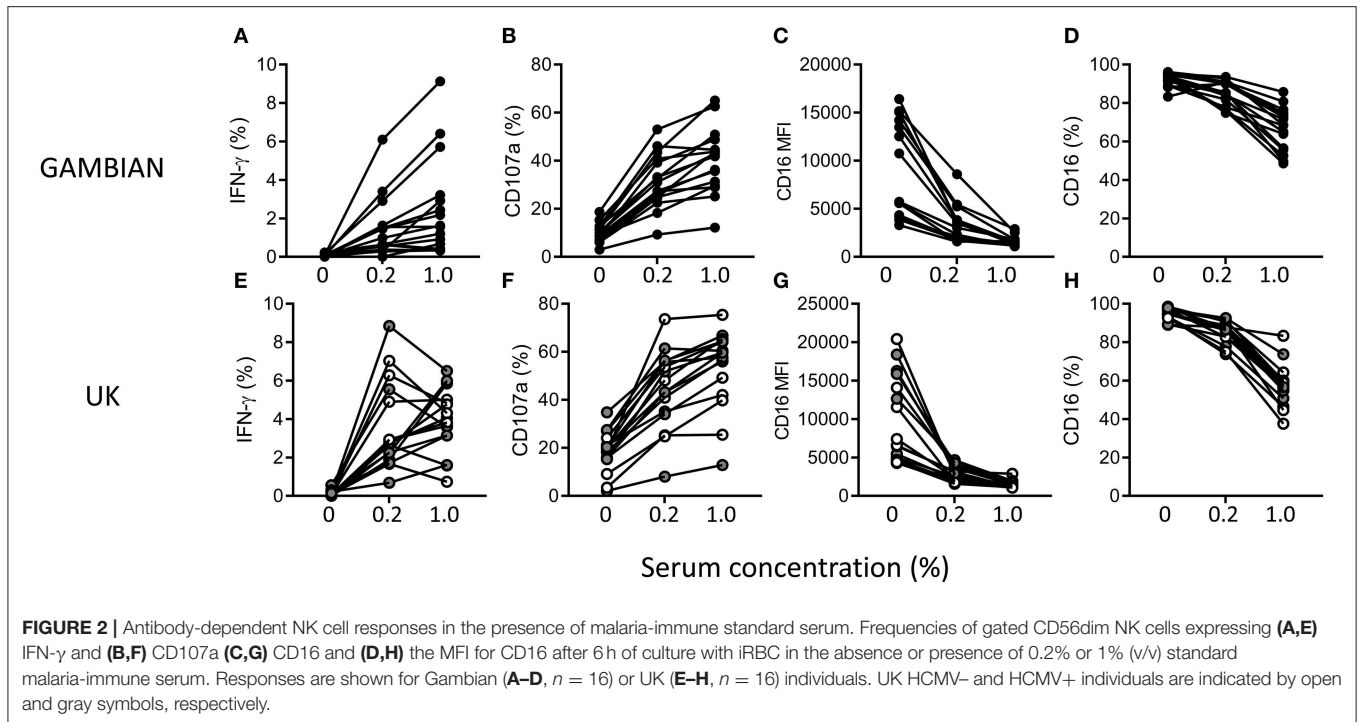 A
B
C
D
GAMBIAN
IFN-γ (%)
10
8
6
4
2
0
0 0.2 1.0
CD107a (%)
80
60
40
20
0
0 0.2 1.0
CD16 MFI
20000
15000
10000
5000
0
0 0.2 1.0
CD16 (%)
100
80
60
40
20
0
0 0.2 1.0
E
F
G
H
UK
IFN-γ (%)
10
8
6
4
2
0
0 0.2 1.0
CD107a (%)
80
60
40
20
0
0 0.2 1.0
CD16 MFI
25000
20000
15000
10000
5000
0
0 0.2 1.0
CD16 (%)
100
80
60
40
20
0
0 0.2 1.0
Serum concentration (%)
FIGURE 2 | Antibody-dependent NK cell responses in the presence of malaria-immune standard serum. Frequencies of gated CD56dim NK cells expressing (A,E)
IFN-γ and (B,F) CD107a (C,G) CD16 and (D,H) the MFI for CD16 after 6 h of culture with iRBC in the absence or presence of 0.2% or 1% (v/v) standard
malaria-immune serum. Responses are shown for Gambian (A–D, n = 16) or UK (E–H, n = 16) individuals. UK HCMV– and HCMV+ individuals are indicated by open
and gray symbols, respectively.